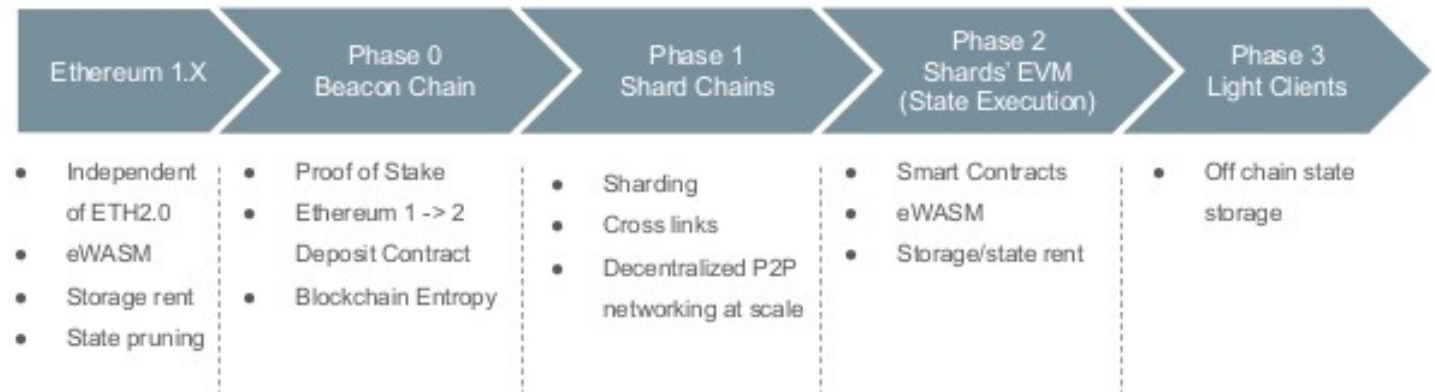 Ethereum 1.X
Phase 0
Beacon Chain
Phase 1
Shard Chains
Phase 2
Shards' EVM
(State Execution)
Phase 3
Light Clients
• Independent
of ETH2.0
• eWASM
• Storage rent
• State pruning
• Proof of Stake
• Ethereum 1 -> 2
Deposit Contract
• Blockchain Entropy
• Sharding
• Cross links
• Decentralized P2P
networking at scale
• Smart Contracts
• eWASM
• Storage/state rent
• Off chain state
storage